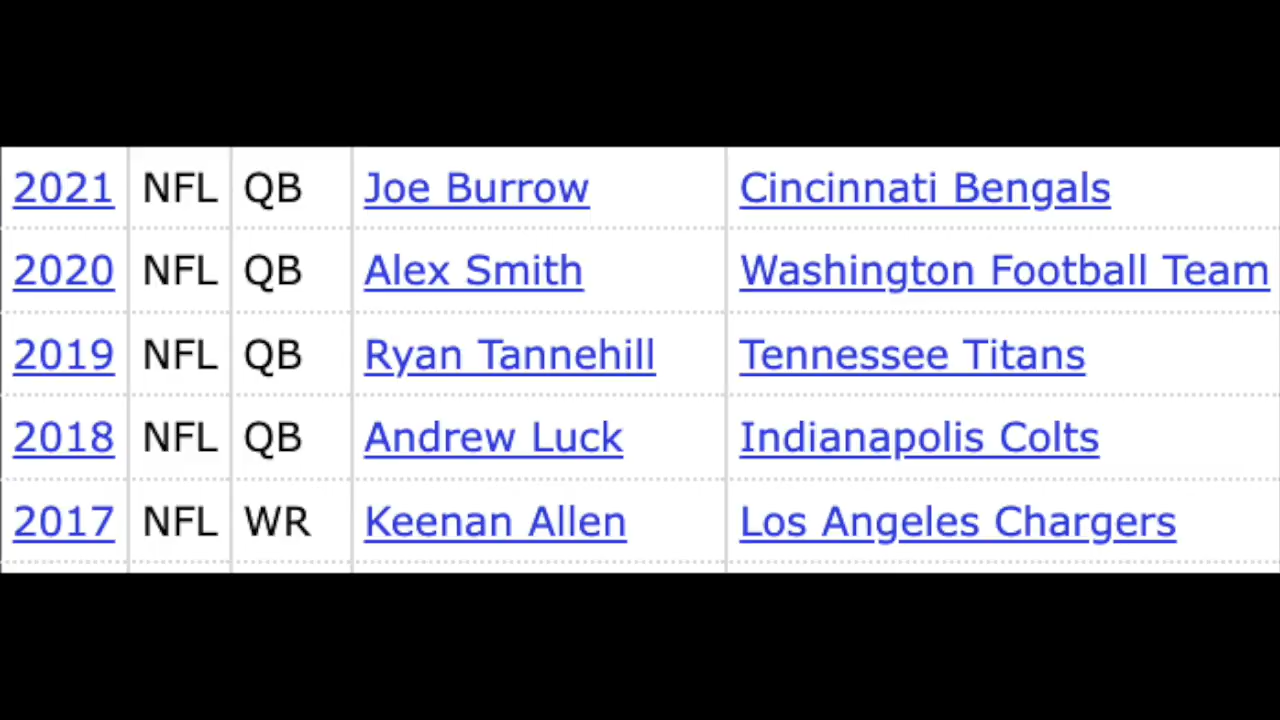 2021 NFL QB Joe Burrow Cincinnati Bengals
2020 NFL QB Alex Smith Washington Football Team
2019 NFL QB Ryan Tannehill Tennessee Titans
2018 NFL QB Andrew Luck Indianapolis Colts
2017 NFL WR Keenan Allen Los Angeles Chargers